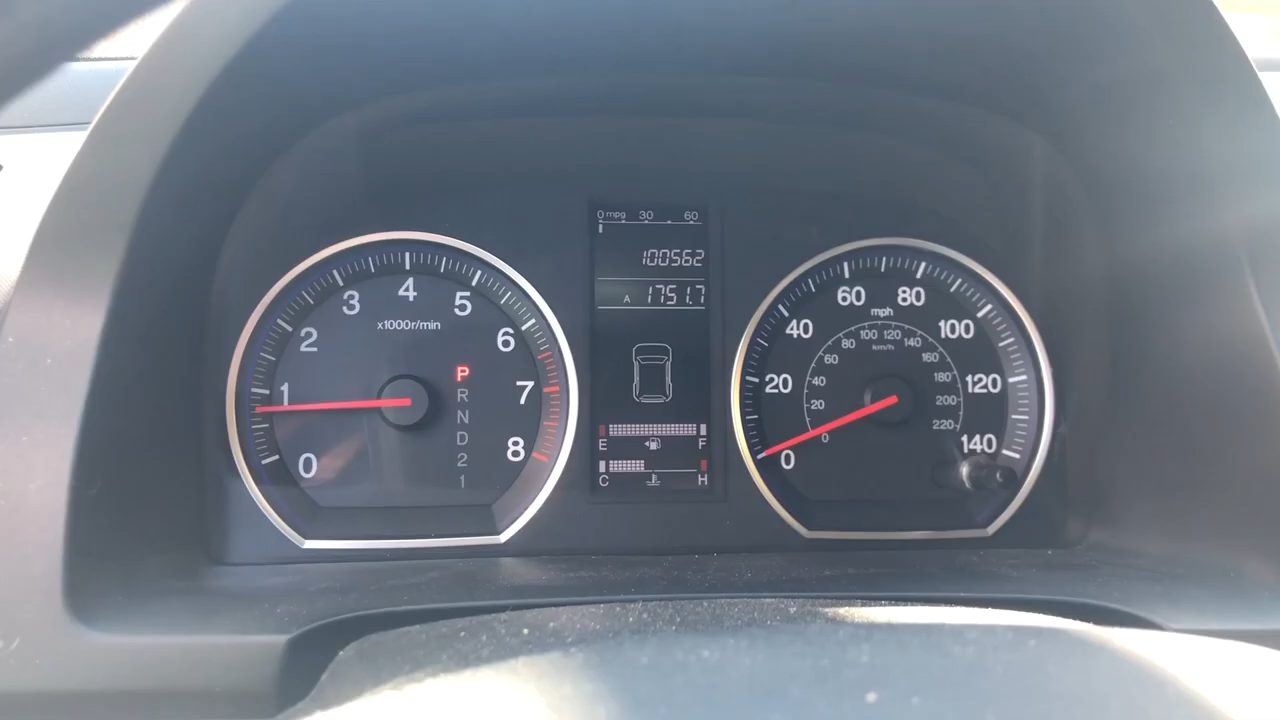 0 mpg 30 60
100562
A 1751.7
E F
C H
0 1 2 3 4 5 6 7 8
x1000r/min
P
R
N
D
2
1
0 20 40 60 80 100 120 140
mph
0 20 40 60 80 100 120 140 160 180 200 220
km/h